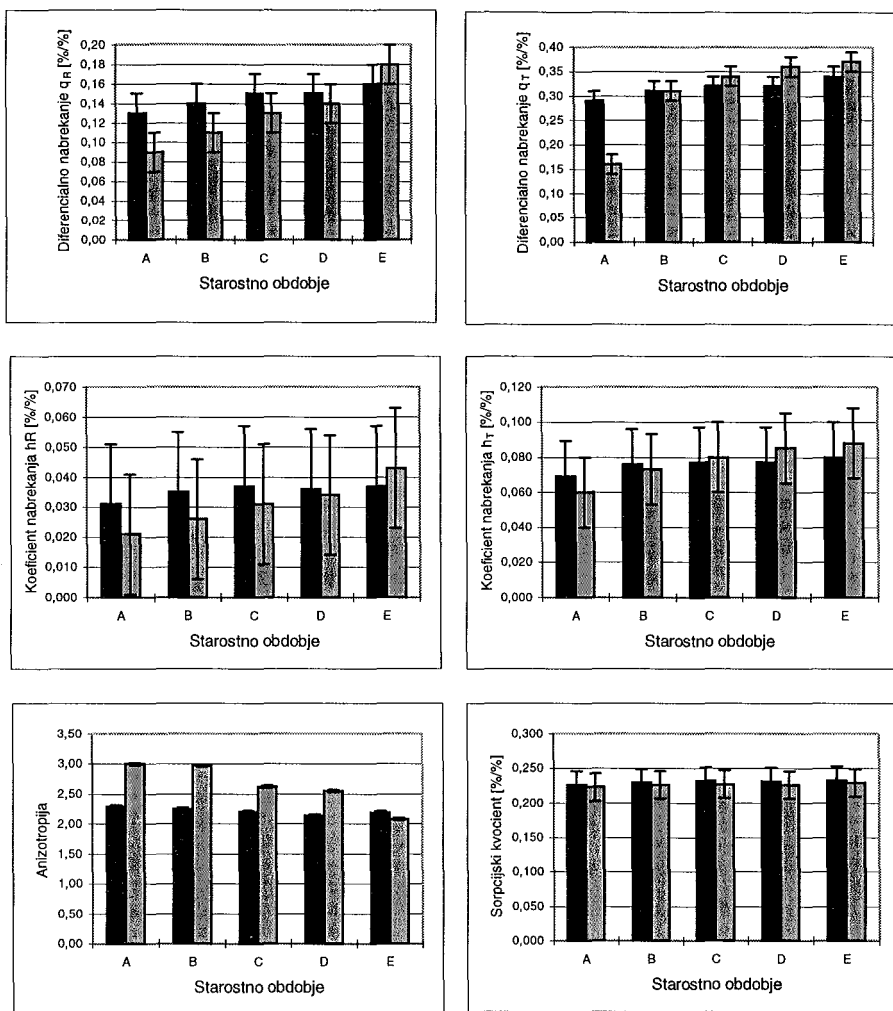 Diferencialno nabrekanje qR [%/%]
0,20
0,18
0,16
0,14
0,12
0,10
0,08
0,06
0,04
0,02
0,00
A B C D E
Starostno obdobje
Diferencialno nabrekanje qT [%/%]
0,40
0,35
0,30
0,25
0,20
0,15
0,10
0,05
0,00
A B C D E
Starostno obdobje
Koeficient nabrekanja hR [%/%]
0,070
0,060
0,050
0,040
0,030
0,020
0,010
0,000
A B C D E
Starostno obdobje
Koeficient nabrekanja hT [%/%]
0,120
0,100
0,080
0,060
0,040
0,020
0,000
A B C D E
Starostno obdobje
Anizotropija
3,50
3,00
2,50
2,00
1,50
1,00
0,50
0,00
A B C D E
Starostno obdobje
Sorpcijski kvocient [%/%]
0,300
0,250
0,200
0,150
0,100
0,050
0,000
A B C D E
Starostno obdobje